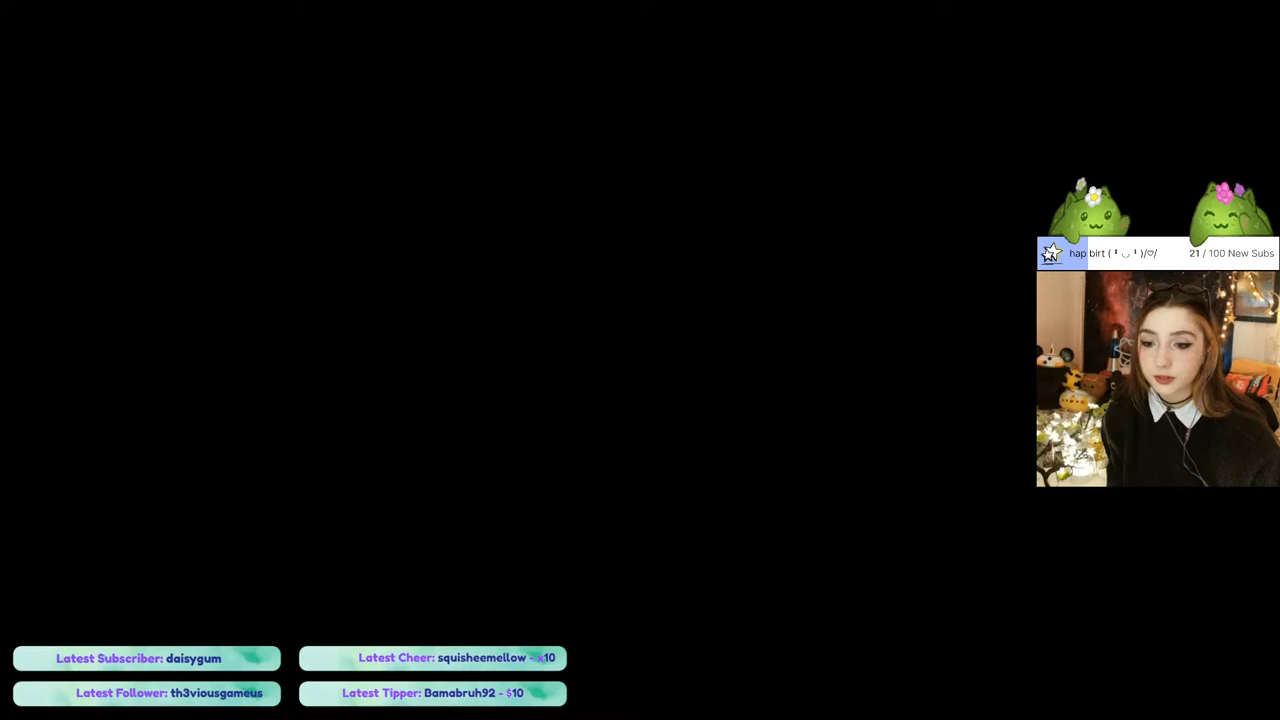 hap birt ( ╹ ◡ ╹ )/♡/ 21 / 100 New Subs
Latest Subscriber: daisygum
Latest Cheer: squisheemellow - x10
Latest Follower: th3viousgameus
Latest Tipper: Bamabruh92 - $10